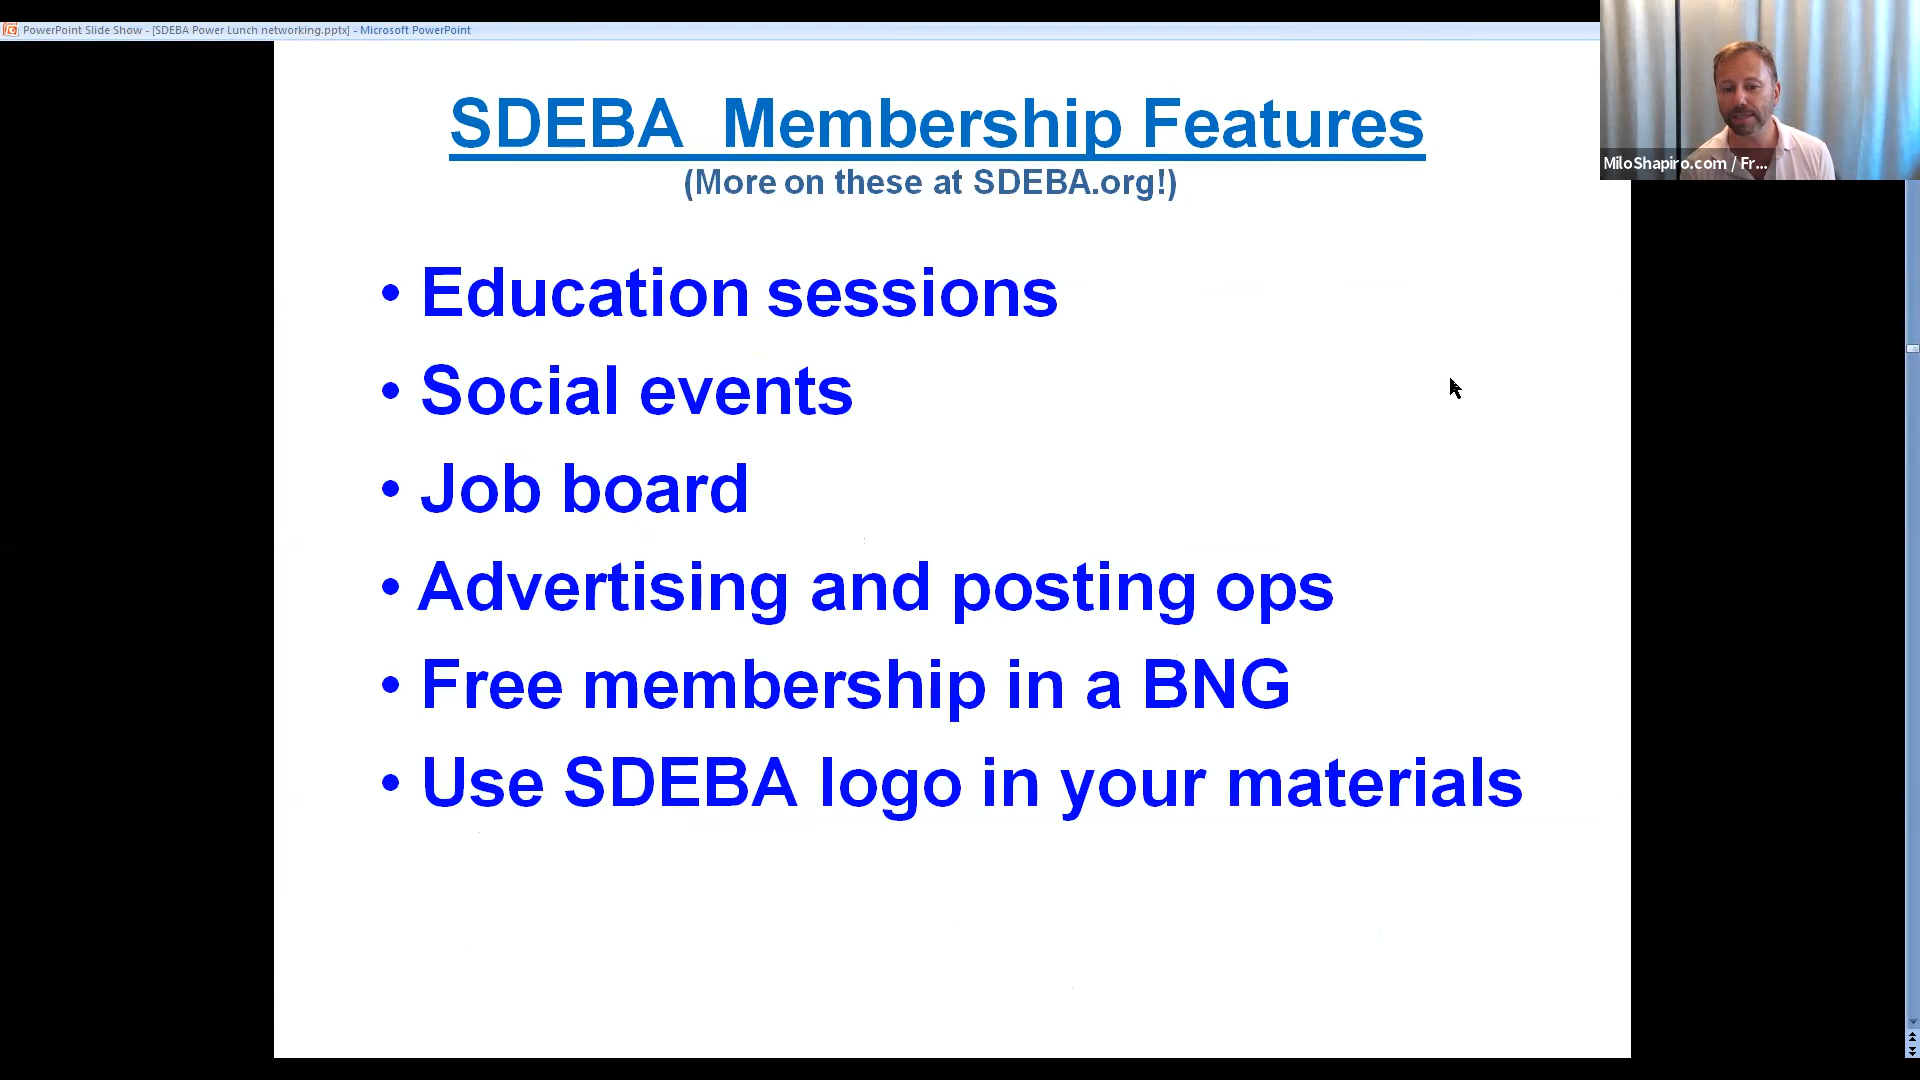 PowerPoint Slide Show - [SDEBA Power Lunch networking.pptx] - Microsoft PowerPoint
MiloShapiro.com / Fr...
SDEBA Membership Features
(More on these at SDEBA.org!)
• Education sessions
• Social events
• Job board
• Advertising and posting ops
• Free membership in a BNG
• Use SDEBA logo in your materials